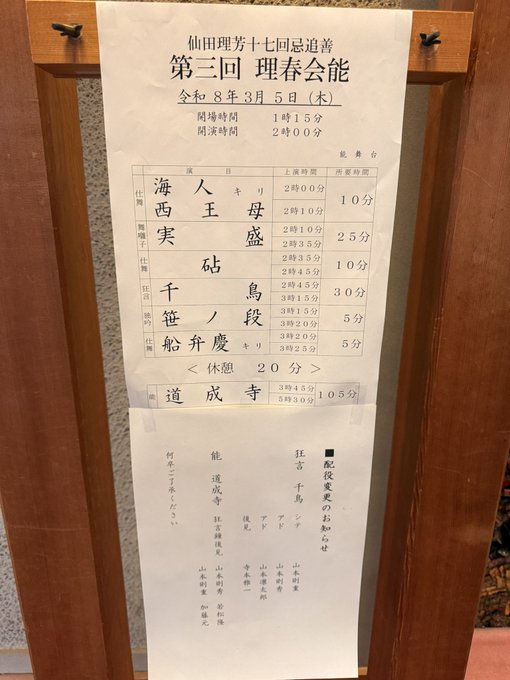 仙田理芳十七回忌追善
第三回 理春会能
令和 8年3月 5日(木)
開場時間 1時15分
開演時間 2時00分
能舞台
演目 上演時間 所要時間
仕舞 海人 キリ 2時00分 10分
西王母 2時10分
舞囃子 実盛 2時10分 2時35分 25分
仕舞 砧 2時35分 2時45分 10分
狂言 千鳥 2時45分 3時15分 30分
独吟 笹ノ段 3時15分 3時20分 5分
仕舞 船弁慶 キリ 3時20分 3時25分 5分
< 休憩 20分 >
能 道成寺 3時45分 5時30分 105分
■配役変更のお知らせ
狂言 千鳥 シテ 山本則重
アド 山本則秀
アド 山本凛太郎
後見 寺本雅一
能 道成寺 狂言鐘後見 山本則秀 若松隆
山本則重 加藤元
何卒ご了承ください